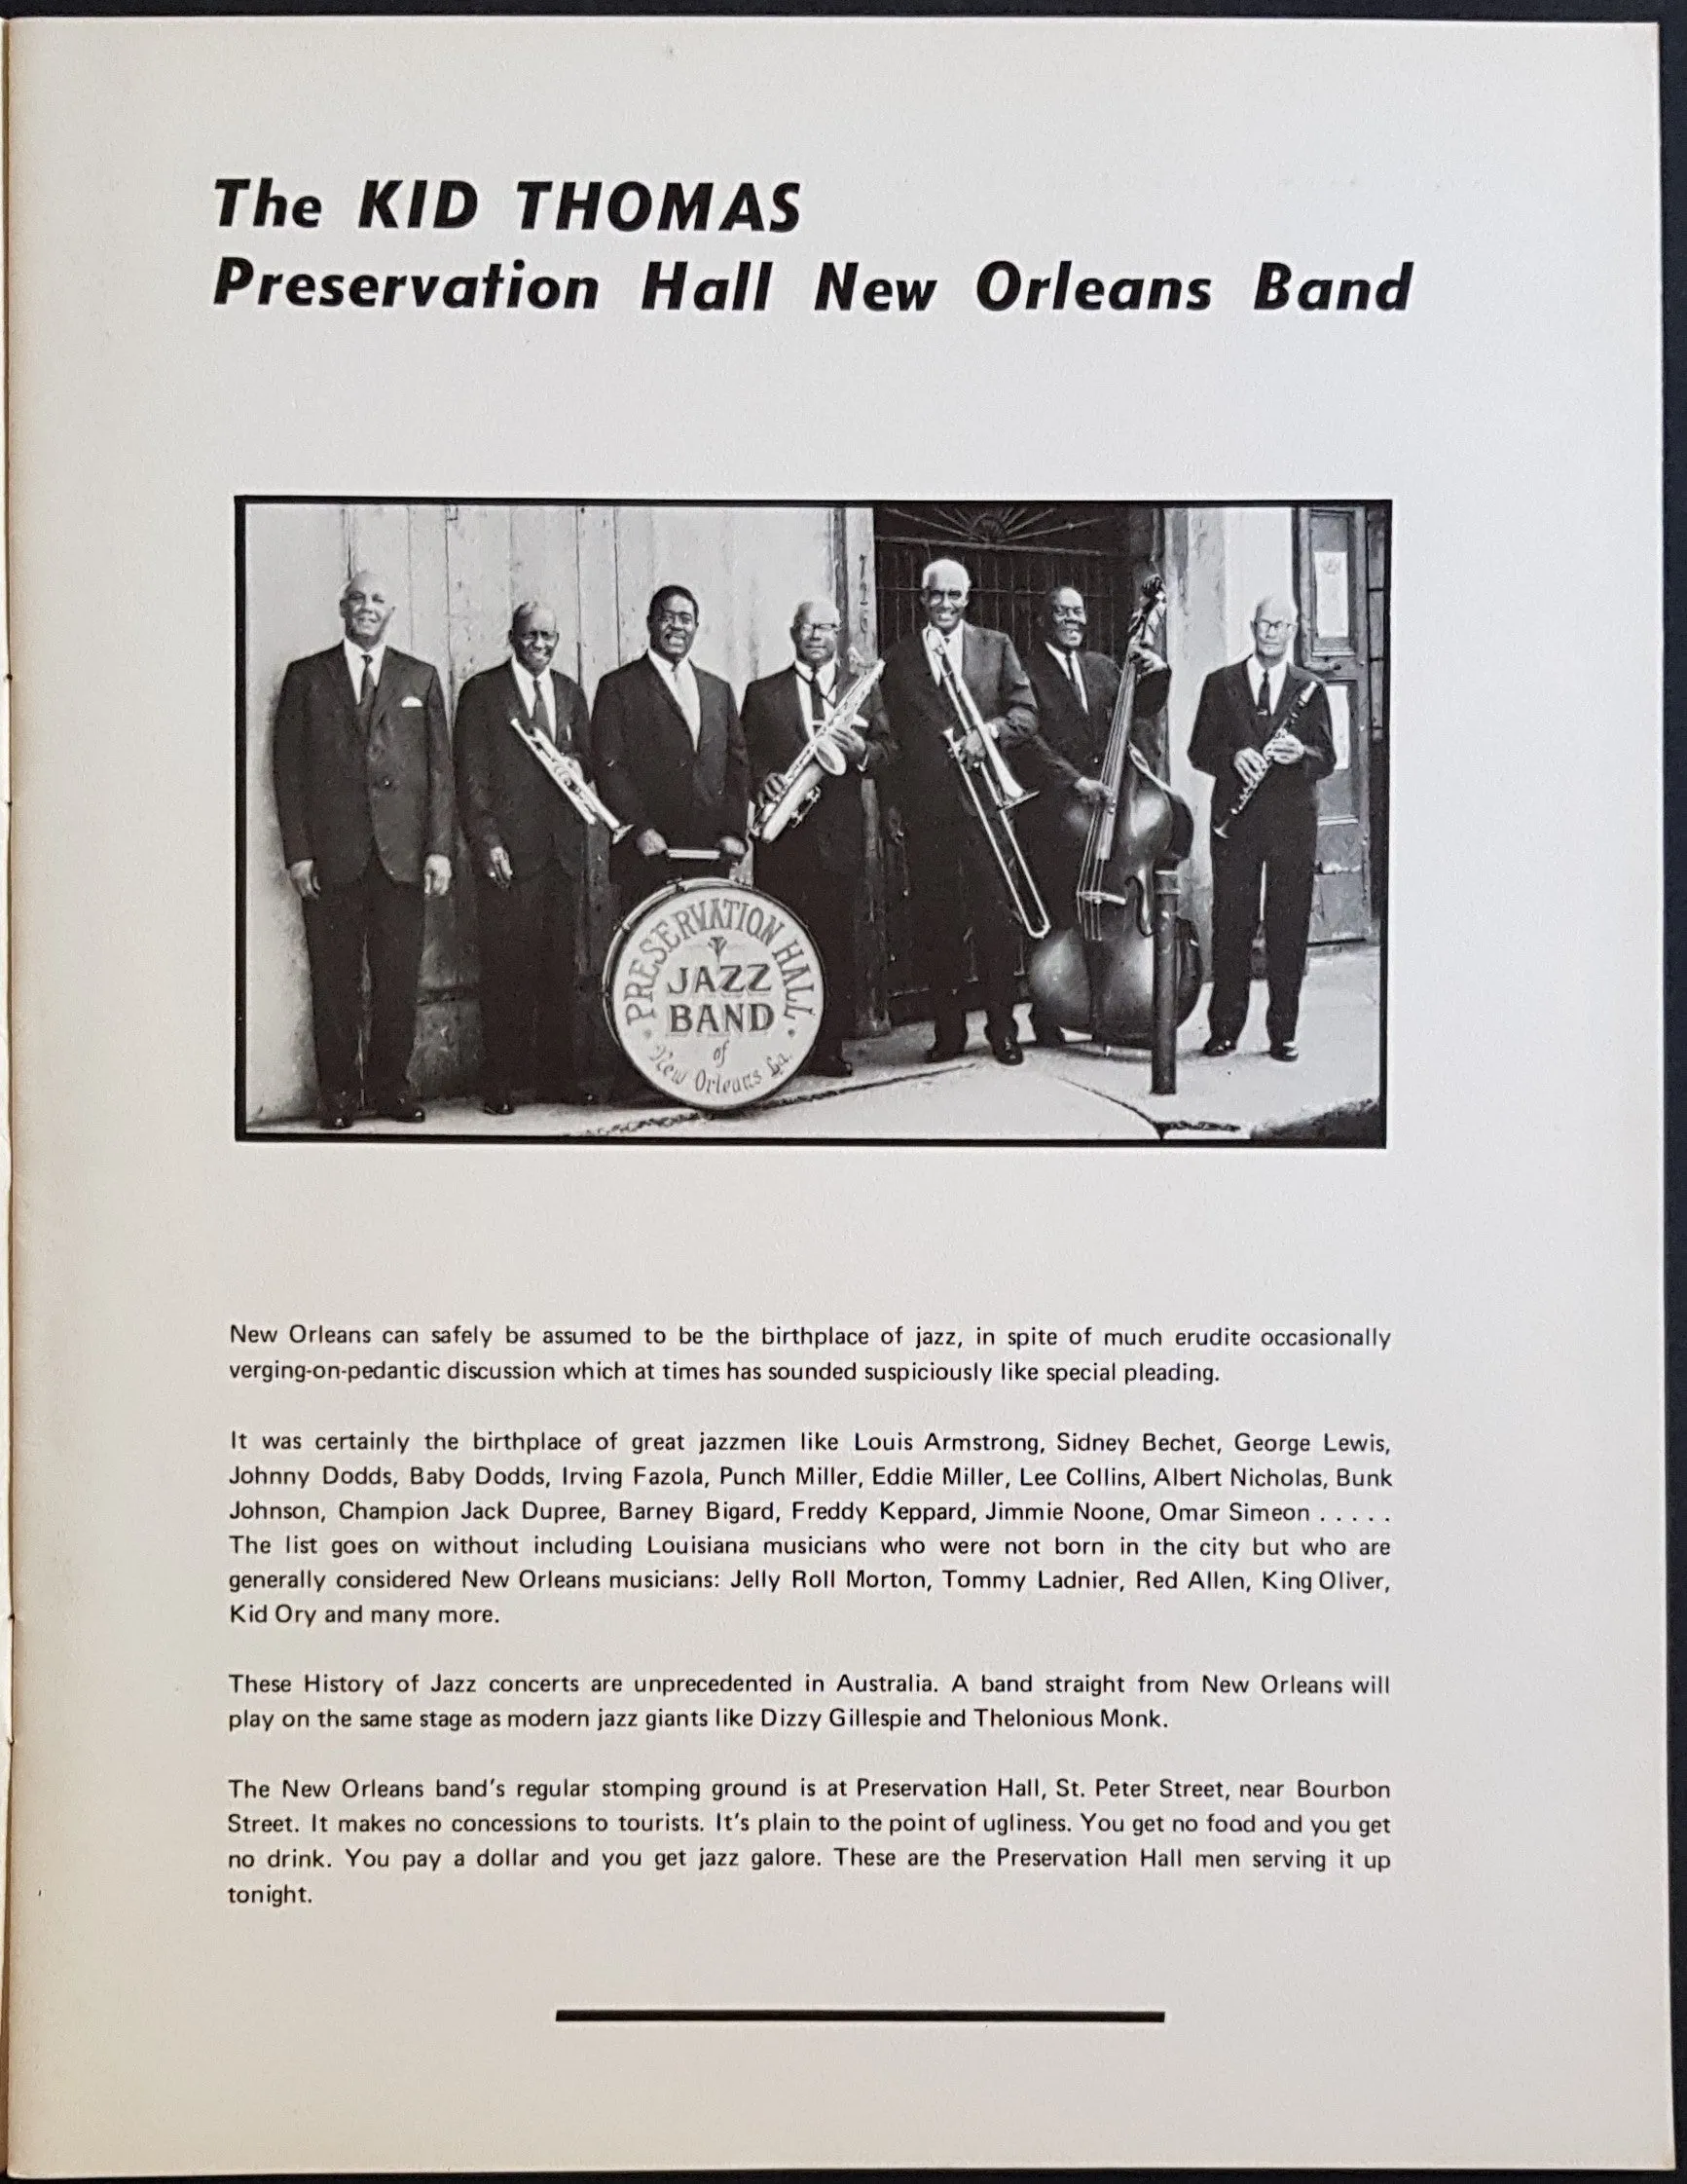 The KID THOMAS
Preservation Hall New Orleans Band
PRESERVATION HALL
JAZZ
BAND
of
New Orleans La.
New Orleans can safely be assumed to be the birthplace of jazz, in spite of much erudite occasionally
verging-on-pedantic discussion which at times has sounded suspiciously like special pleading.
It was certainly the birthplace of great jazzmen like Louis Armstrong, Sidney Bechet, George Lewis,
Johnny Dodds, Baby Dodds, Irving Fazola, Punch Miller, Eddie Miller, Lee Collins, Albert Nicholas, Bunk
Johnson, Champion Jack Dupree, Barney Bigard, Freddy Keppard, Jimmie Noone, Omar Simeon . . . . .
The list goes on without including Louisiana musicians who were not born in the city but who are
generally considered New Orleans musicians: Jelly Roll Morton, Tommy Ladnier, Red Allen, King Oliver,
Kid Ory and many more.
These History of Jazz concerts are unprecedented in Australia. A band straight from New Orleans will
play on the same stage as modern jazz giants like Dizzy Gillespie and Thelonious Monk.
The New Orleans band's regular stomping ground is at Preservation Hall, St. Peter Street, near Bourbon
Street. It makes no concessions to tourists. It's plain to the point of ugliness. You get no food and you get
no drink. You pay a dollar and you get jazz galore. These are the Preservation Hall men serving it up
tonight.